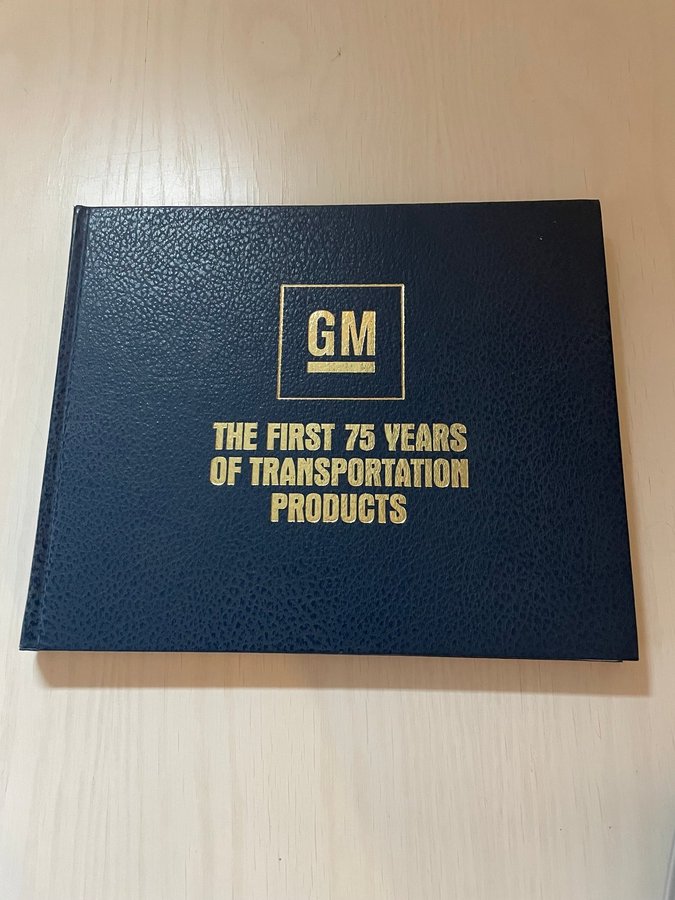 GM
THE FIRST 75 YEARS
OF TRANSPORTATION
PRODUCTS